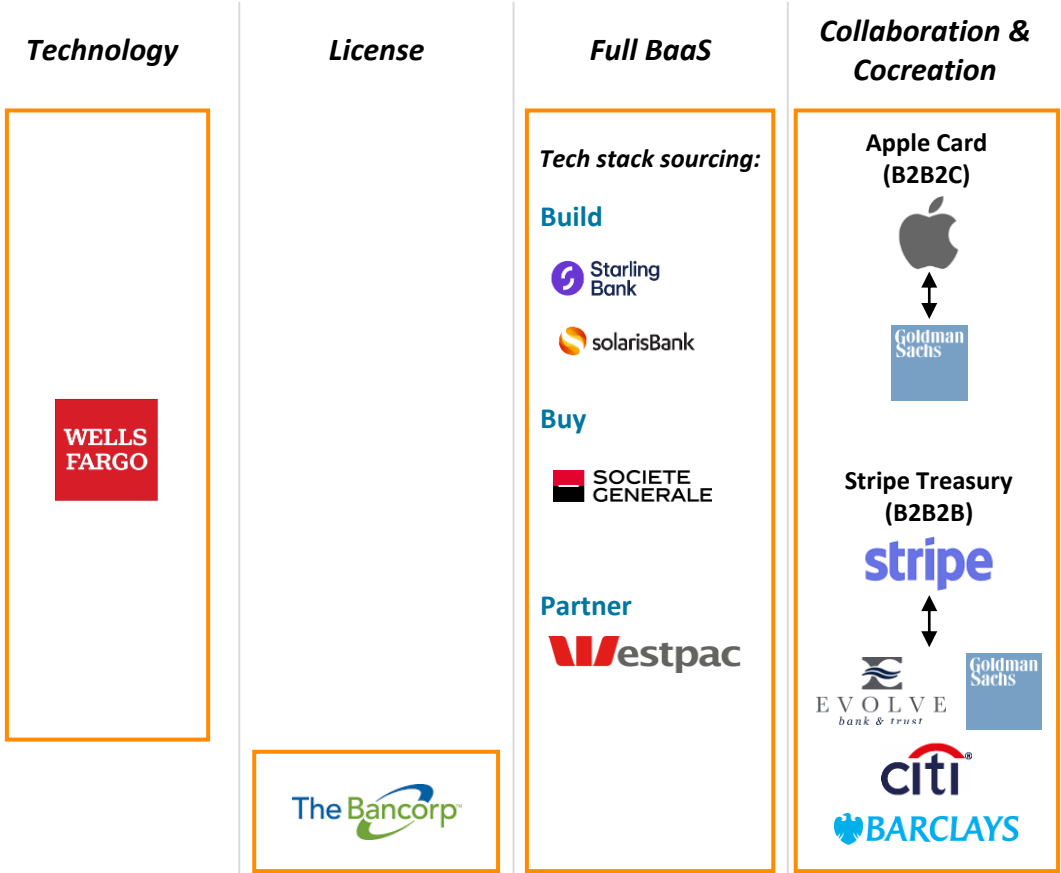 Technology
License
Full BaaS
Collaboration &
Cocreation
WELLS
FARGO
The Bancorp™
Tech stack sourcing:
Build
Starling
Bank
solarisBank
Buy
SOCIETE
GENERALE
Partner
Westpac
Apple Card
(B2B2C)
Goldman
Sachs
Stripe Treasury
(B2B2B)
stripe
EVOLVE
bank & trust
Goldman
Sachs
citi®
BARCLAYS